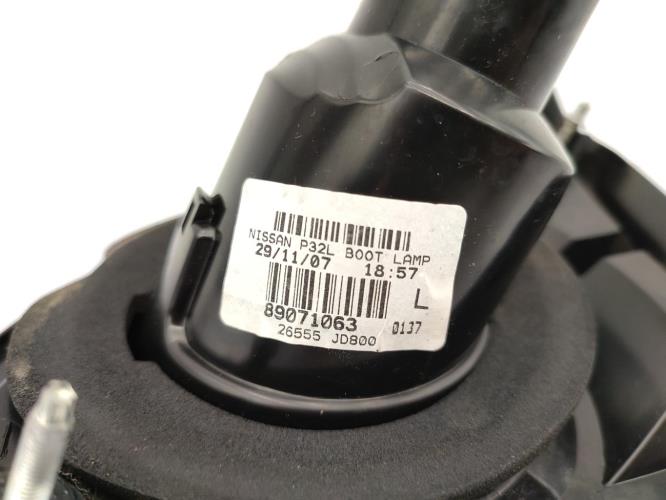 NISSAN P32L BOOT LAMP
29/11/07 18:57
L
89071063 0137
26555 JD800